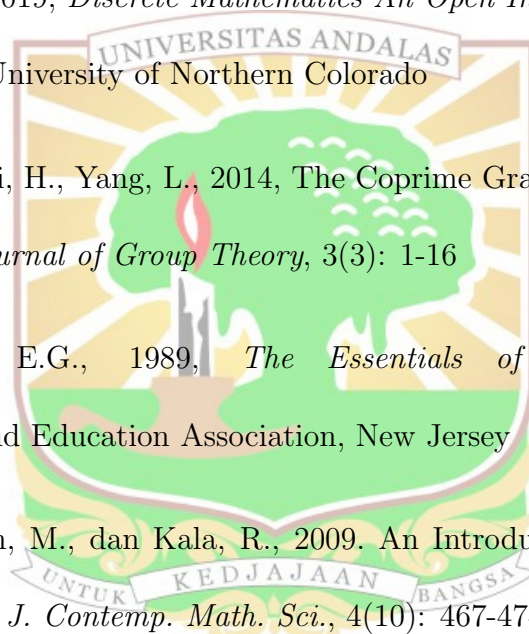 2019, Discrete Mathematics An Open In
UNIVERSITAS ANDALAS
University of Northern Colorado
i, H., Yang, L., 2014, The Coprime Gra
urnal of Group Theory, 3(3): 1-16
E.G., 1989, The Essentials of
nd Education Association, New Jersey
n, M., dan Kala, R., 2009. An Introdu
UNTUK KEDJAJAAN BANGSA
J. Contemp. Math. Sci., 4(10): 467-47